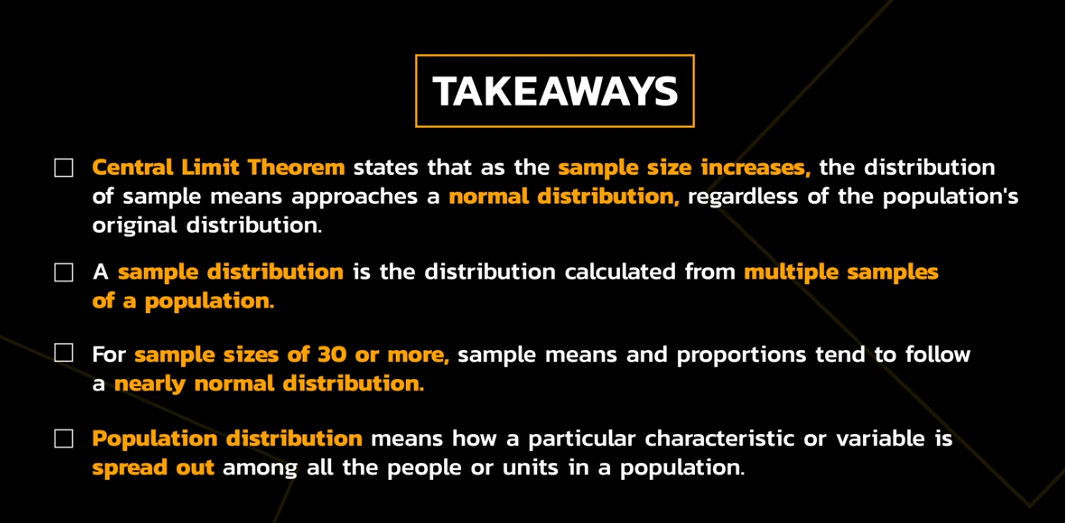 TAKEAWAYS
Central Limit Theorem states that as the sample size increases, the distribution
of sample means approaches a normal distribution, regardless of the population's
original distribution.
A sample distribution is the distribution calculated from multiple samples
of a population.
For sample sizes of 30 or more, sample means and proportions tend to follow
a nearly normal distribution.
Population distribution means how a particular characteristic or variable is
spread out among all the people or units in a population.